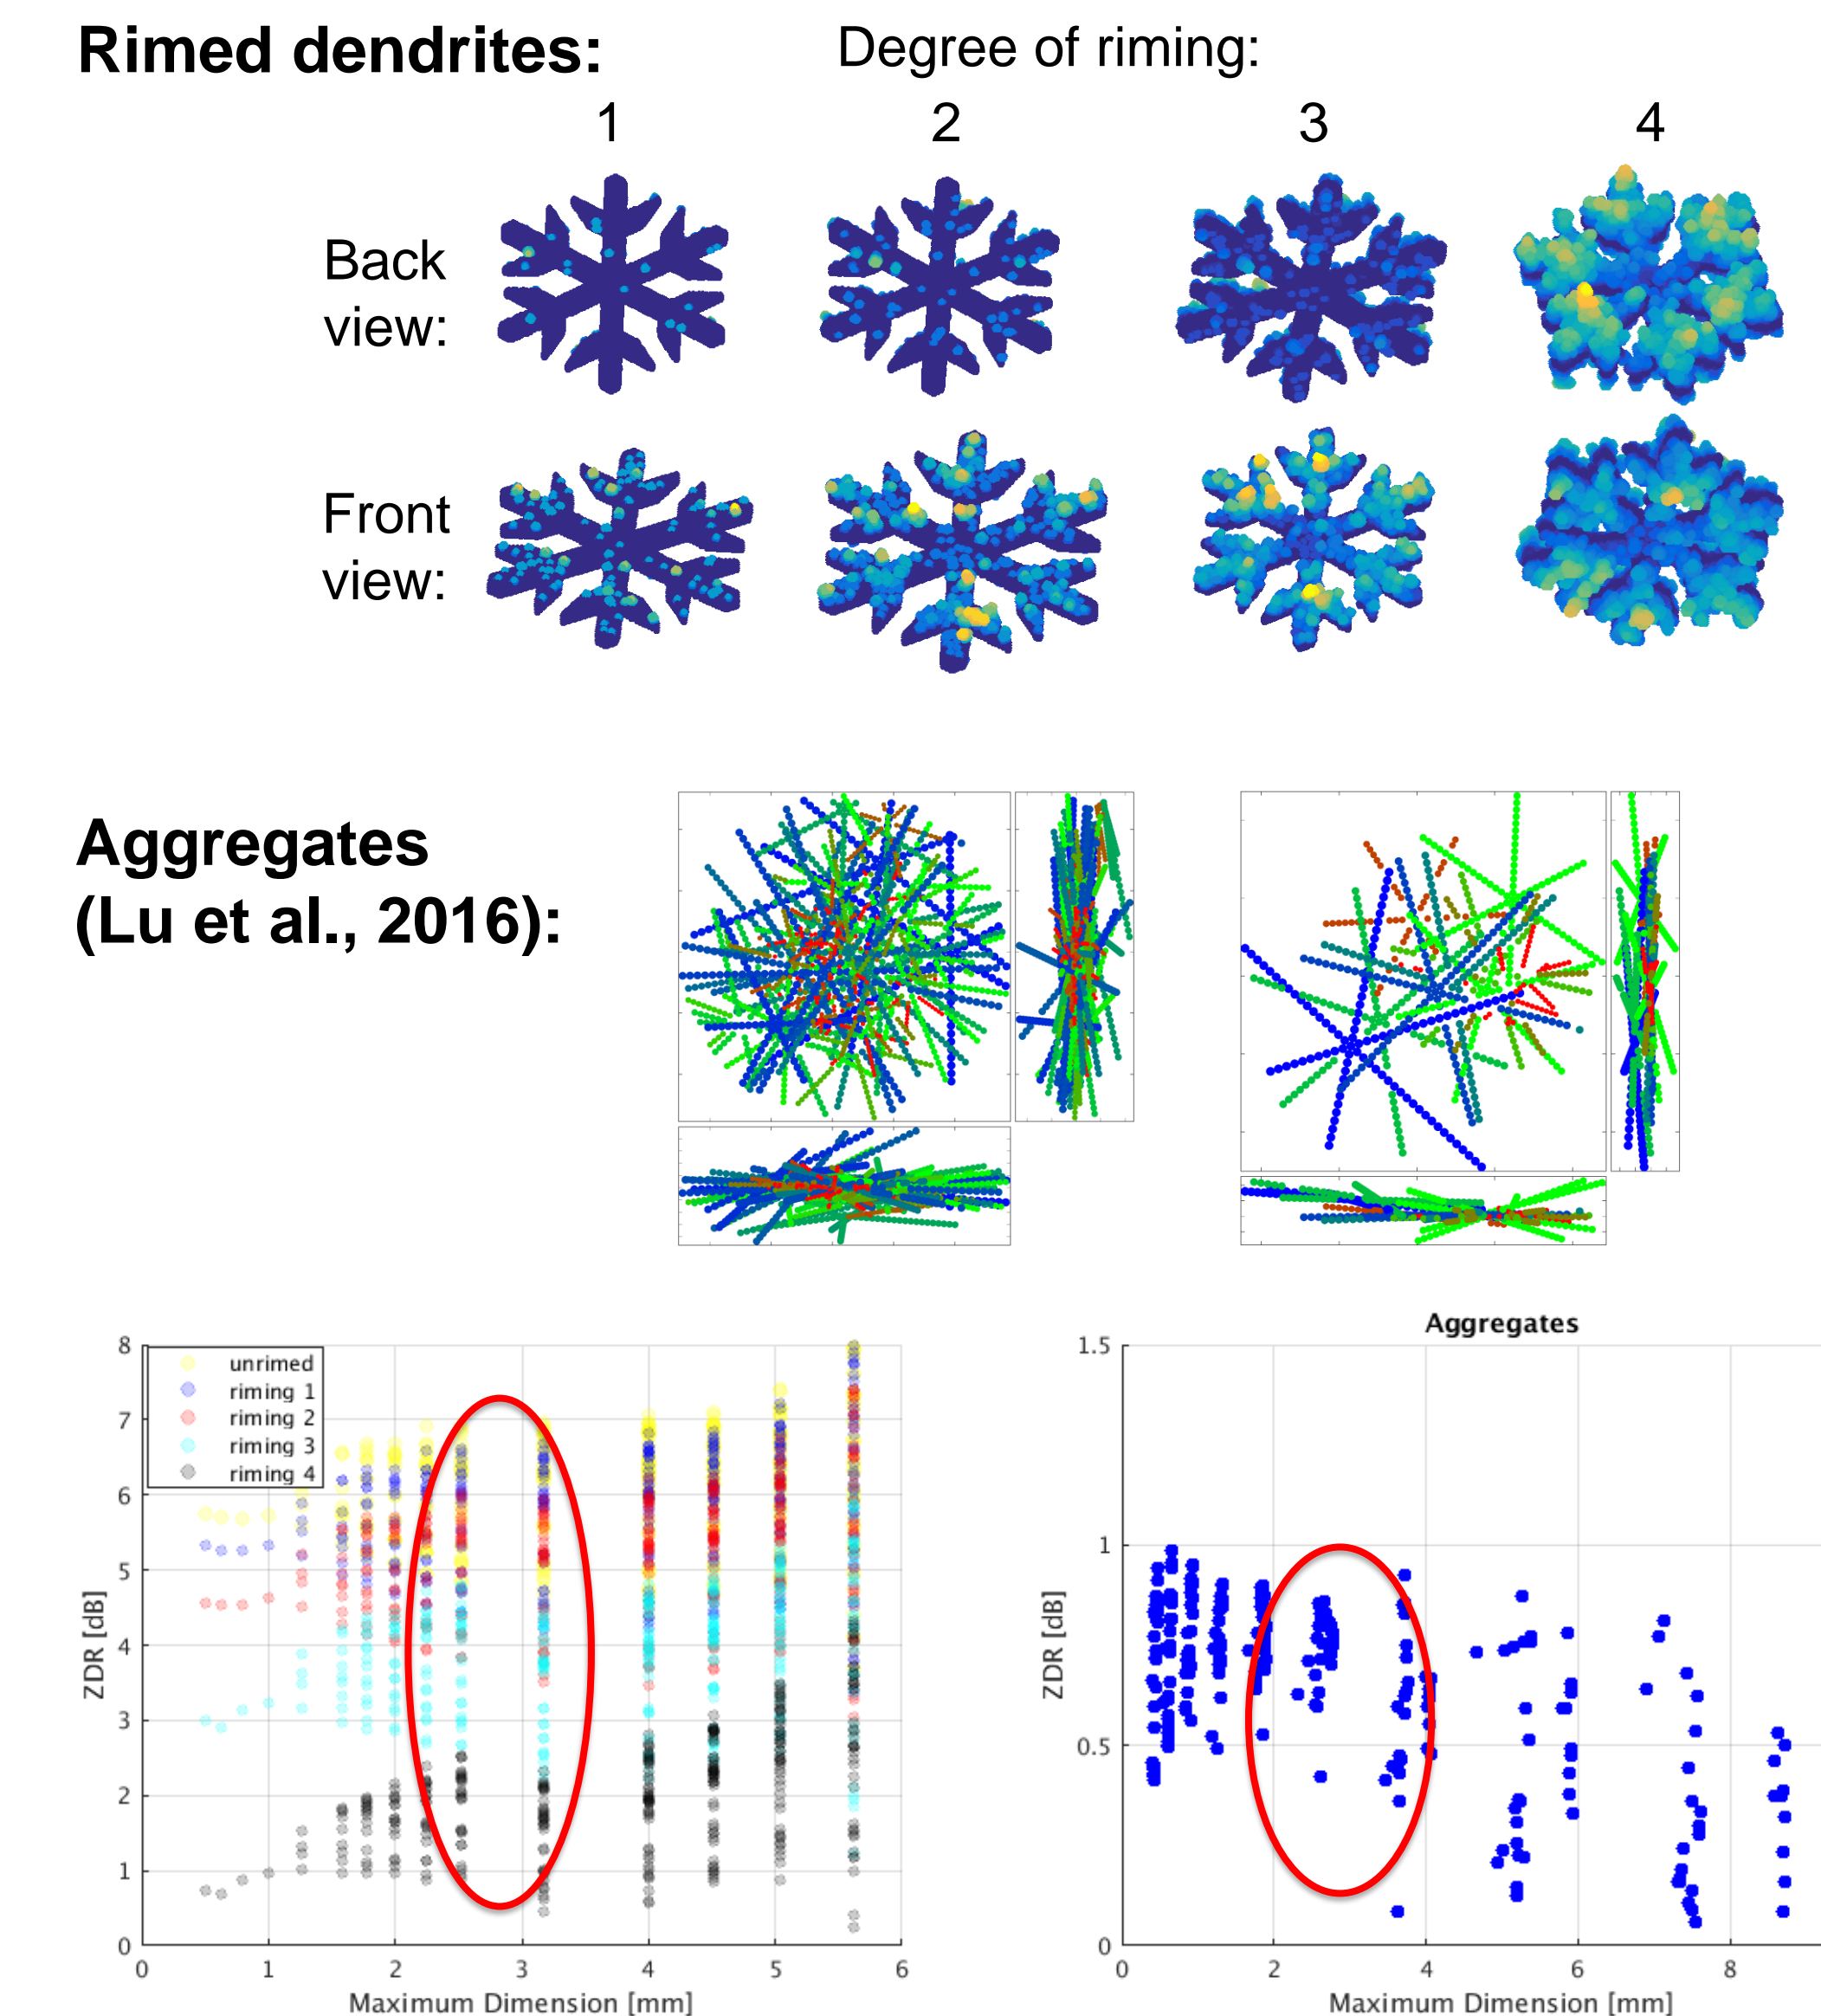 Rimed dendrites:
Degree of riming:
1 2 3 4
Back
view:
Front
view:
Aggregates
(Lu et al., 2016):
8
7
6
5
4
3
2
1
0
ZDR [dB]
unrimed
riming 1
riming 2
riming 3
riming 4
0 1 2 3 4 5 6
Maximum Dimension [mm]
Aggregates
1.5
1
0.5
0
ZDR [dB]
0 2 4 6 8
Maximum Dimension [mm]